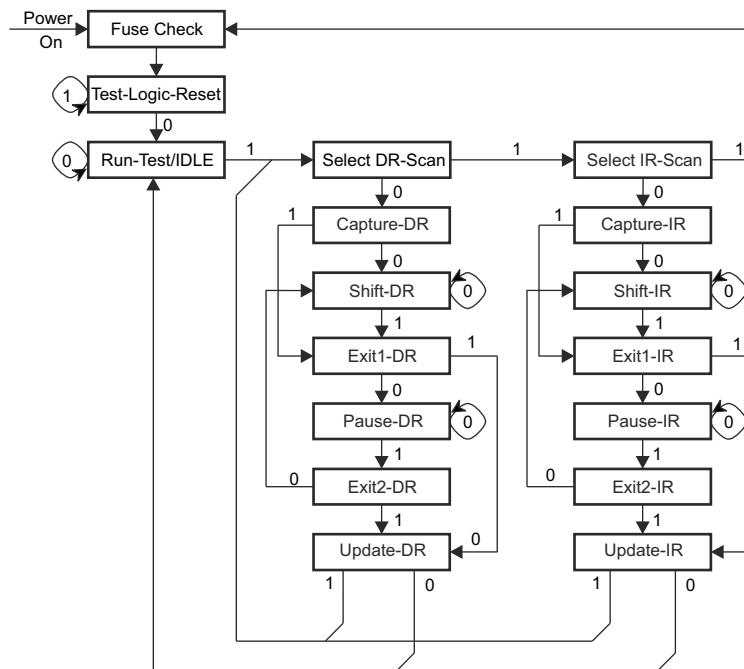 Power
On
Fuse Check
1
Test-Logic-Reset
0
0
Run-Test/IDLE
1
Select DR-Scan
1
Select IR-Scan
1
0
0
1
Capture-DR
1
Capture-IR
0
0
Shift-DR
0
Shift-IR
0
1
1
Exit1-DR
1
Exit1-IR
1
0
0
Pause-DR
0
Pause-IR
0
1
1
0
Exit2-DR
0
Exit2-IR
1
1
0
Update-DR
Update-IR
1
0
1
0